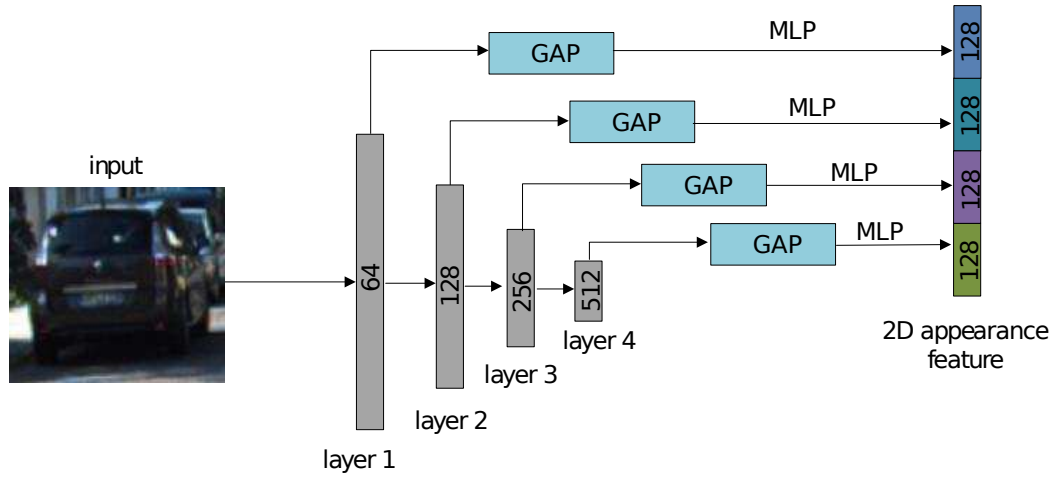 input
64
layer 1
128
layer 2
256
layer 3
512
layer 4
GAP
MLP
GAP
MLP
GAP
MLP
GAP
MLP
128
128
128
128
2D appearance
feature